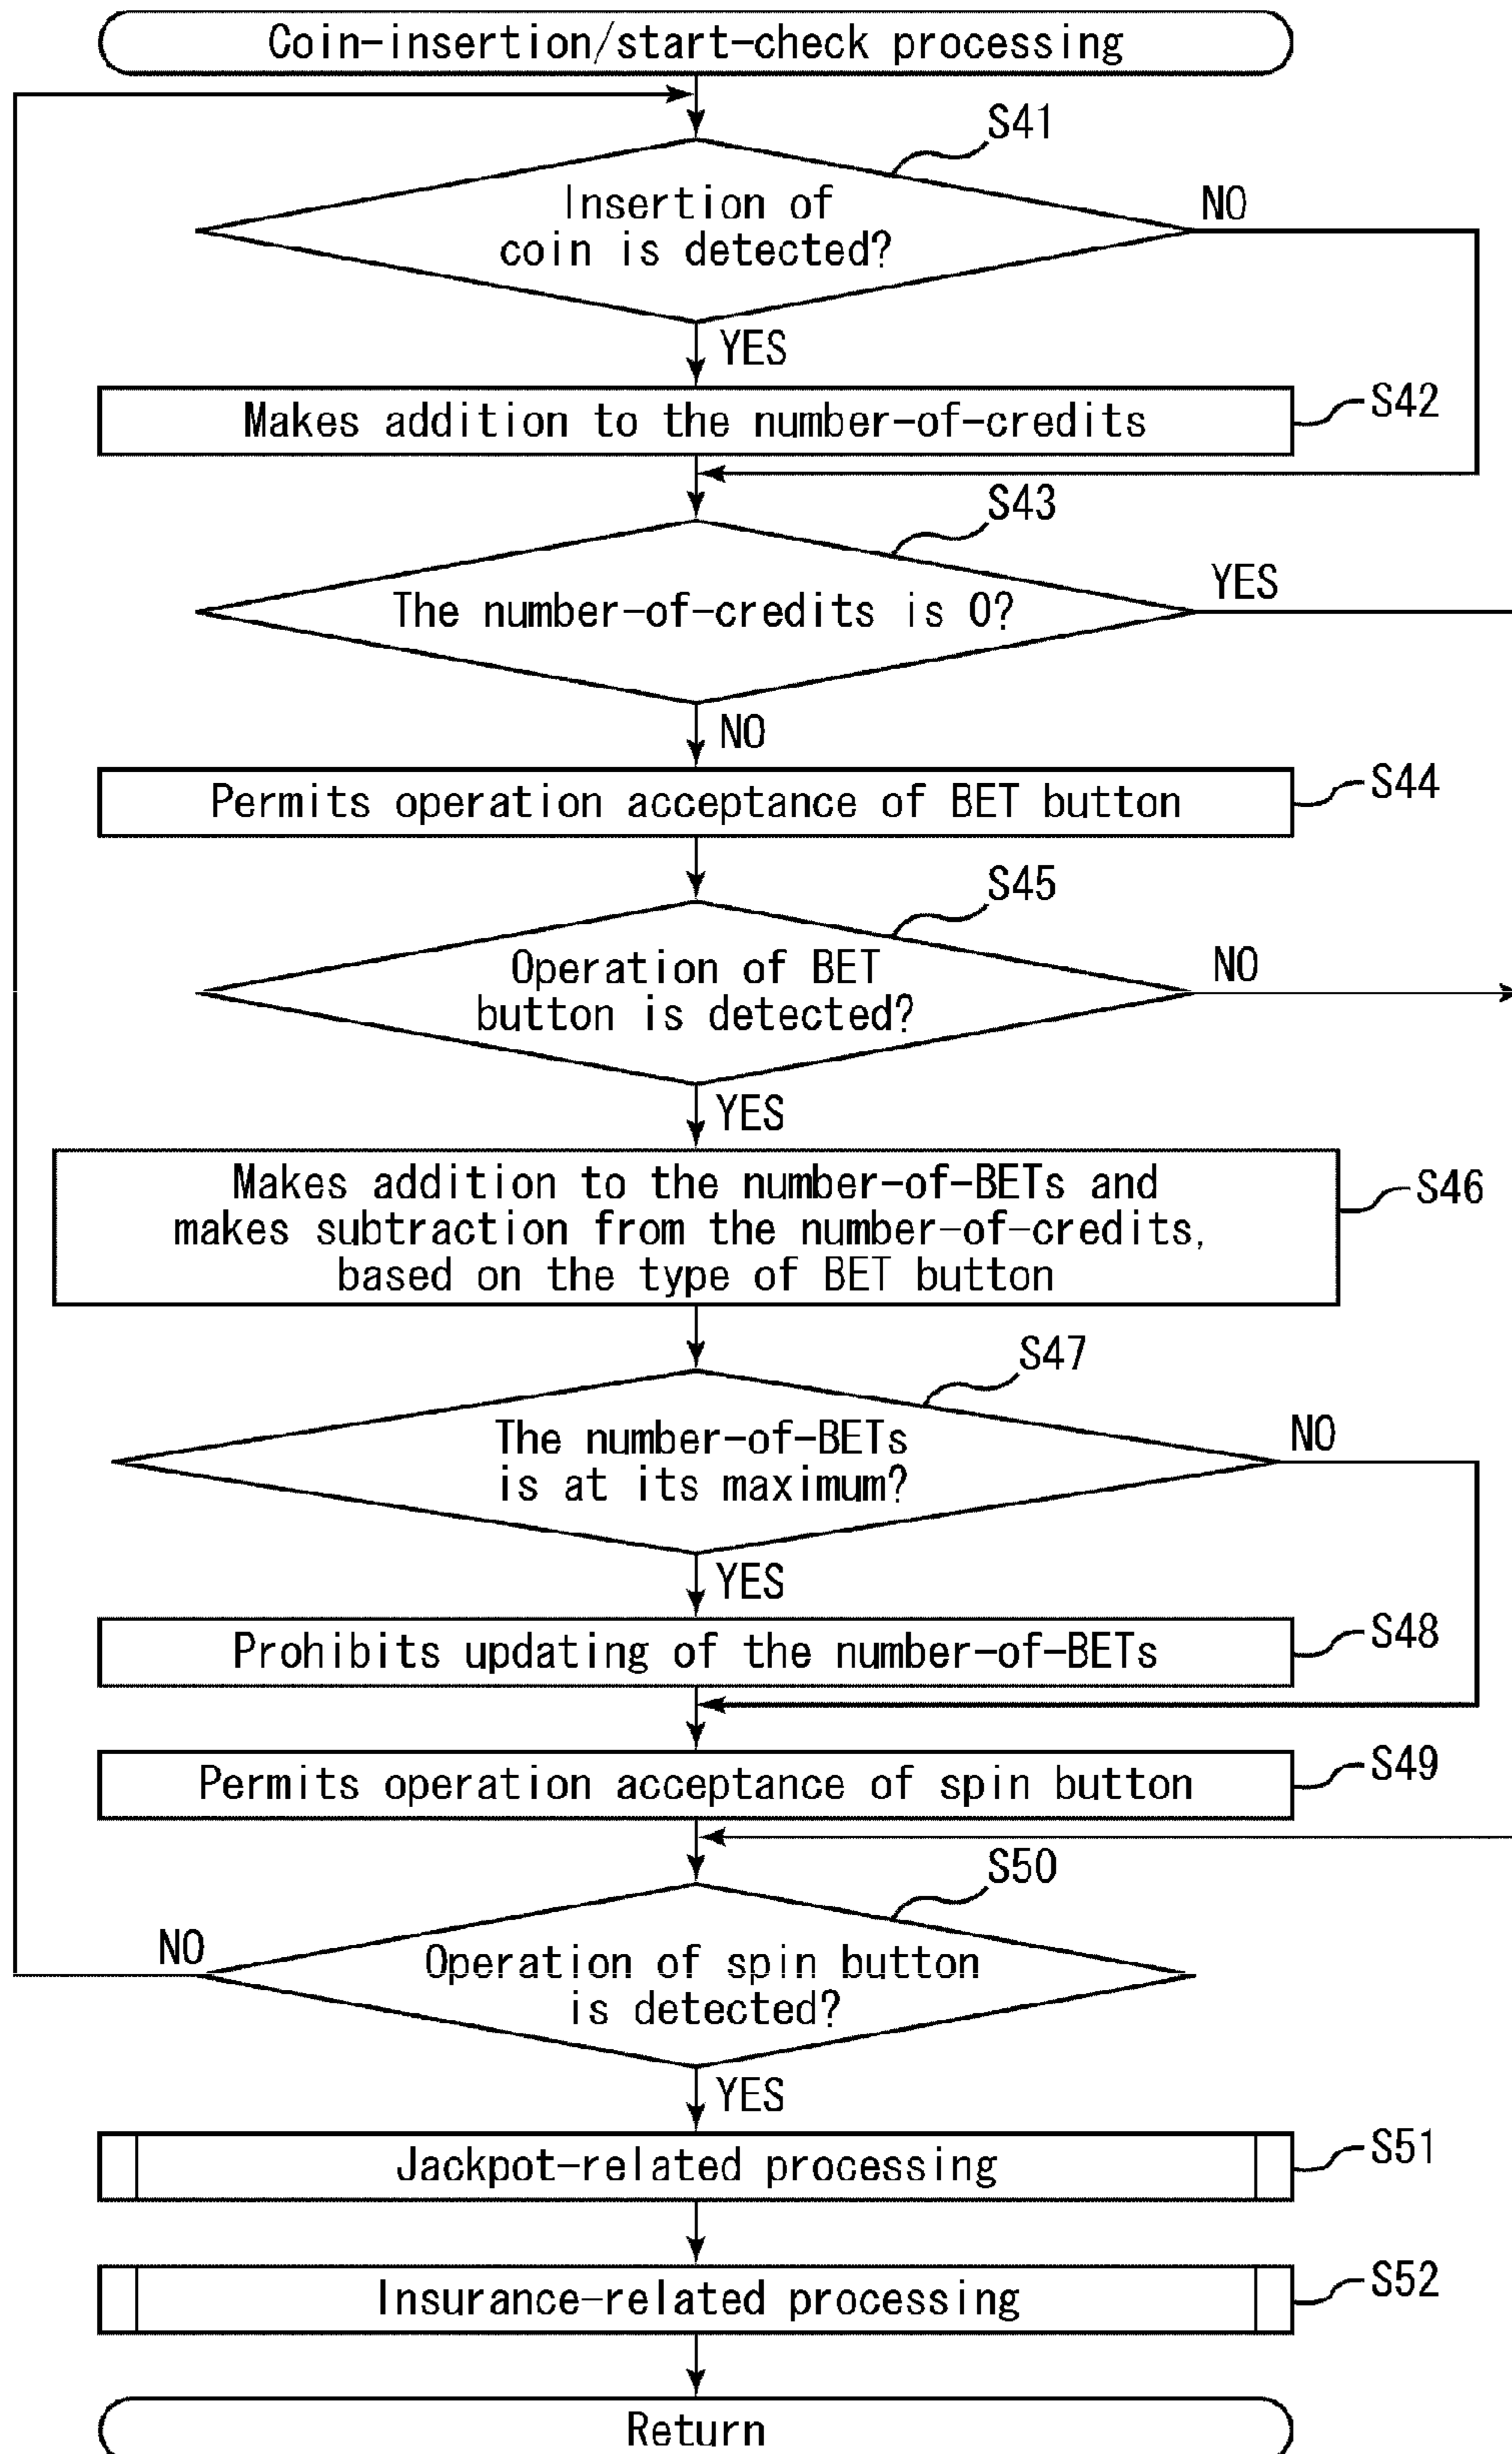 Coin-insertion/start-check processing
S41
Insertion of
coin is detected?
NO
YES
Makes addition to the number-of-credits
S42
S43
The number-of-credits is 0?
YES
NO
Permits operation acceptance of BET button
S44
S45
Operation of BET
button is detected?
NO
YES
Makes addition to the number-of-BETs and
makes subtraction from the number-of-credits,
based on the type of BET button
S46
S47
The number-of-BETs
is at its maximum?
NO
YES
Prohibits updating of the number-of-BETs
S48
Permits operation acceptance of spin button
S49
S50
Operation of spin button
is detected?
NO
YES
Jackpot-related processing
S51
Insurance-related processing
S52
Return